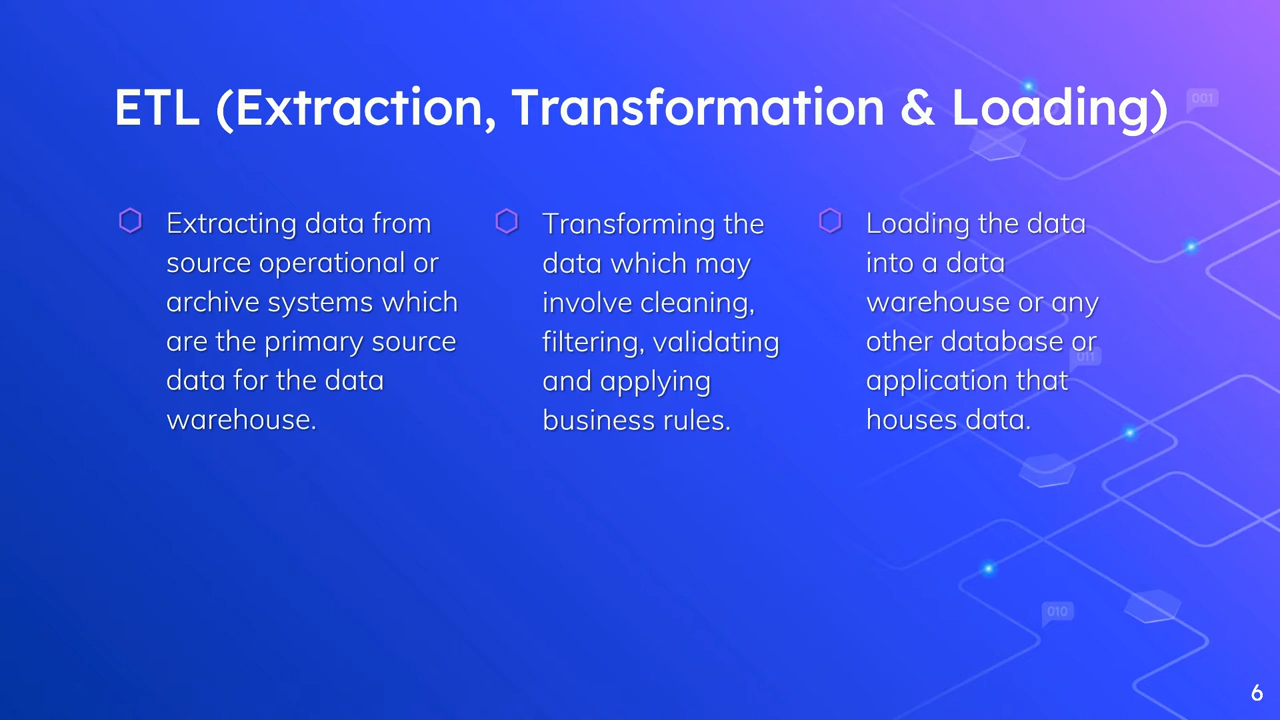 ETL (Extraction, Transformation & Loading)
001
Extracting data from
source operational or
archive systems which
are the primary source
data for the data
warehouse.
Transforming the
data which may
involve cleaning,
filtering, validating
and applying
business rules.
Loading the data
into a data
warehouse or any
other database or
application that
houses data.
011
010
6